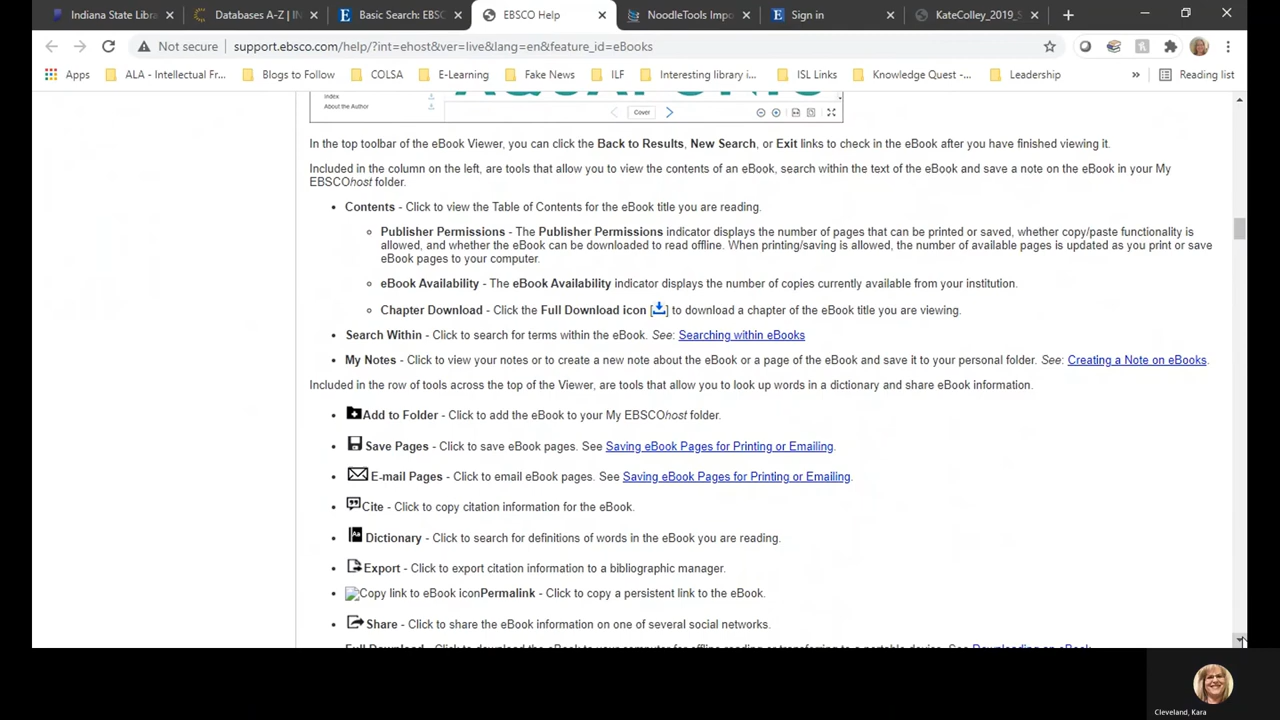 Indiana State Libra
Databases A-Z | IN
Basic Search: EBSC
EBSCO Help
NoodleTools Impo
Sign in
KateColley_2019_S
Not secure
support.ebsco.com/help/?int=ehost&ver=live&lang=en&feature_id=eBooks
Apps
ALA - Intellectual Fr...
Blogs to Follow
COLSA
E-Learning
Fake News
ILF
Interesting library i...
ISL Links
Knowledge Quest -...
Leadership
»
Reading list
Index
About the Author
Cover
In the top toolbar of the eBook Viewer, you can click the Back to Results, New Search, or Exit links to check in the eBook after you have finished viewing it.
Included in the column on the left, are tools that allow you to view the contents of an eBook, search within the text of the eBook and save a note on the eBook in your My
EBSCOhost folder.
• Contents - Click to view the Table of Contents for the eBook title you are reading.
Publisher Permissions - The Publisher Permissions indicator displays the number of pages that can be printed or saved, whether copy/paste functionality is
allowed, and whether the eBook can be downloaded to read offline. When printing/saving is allowed, the number of available pages is updated as you print or save
eBook pages to your computer.
eBook Availability - The eBook Availability indicator displays the number of copies currently available from your institution.
Chapter Download - Click the Full Download icon [ ] to download a chapter of the eBook title you are viewing.
• Search Within - Click to search for terms within the eBook. See: Searching within eBooks
• My Notes - Click to view your notes or to create a new note about the eBook or a page of the eBook and save it to your personal folder. See: Creating a Note on eBooks.
Included in the row of tools across the top of the Viewer, are tools that allow you to look up words in a dictionary and share eBook information.
• Add to Folder - Click to add the eBook to your My EBSCOhost folder.
• Save Pages - Click to save eBook pages. See Saving eBook Pages for Printing or Emailing.
• E-mail Pages - Click to email eBook pages. See Saving eBook Pages for Printing or Emailing.
• Cite - Click to copy citation information for the eBook.
• Dictionary - Click to search for definitions of words in the eBook you are reading.
• Export - Click to export citation information to a bibliographic manager.
• Copy link to eBook iconPermalink - Click to copy a persistent link to the eBook.
• Share - Click to share the eBook information on one of several social networks.
Full Download - Click to download the eBook to your computer for offline reading or transferring to a portable device. See Downloading an eBook
Cleveland, Kara